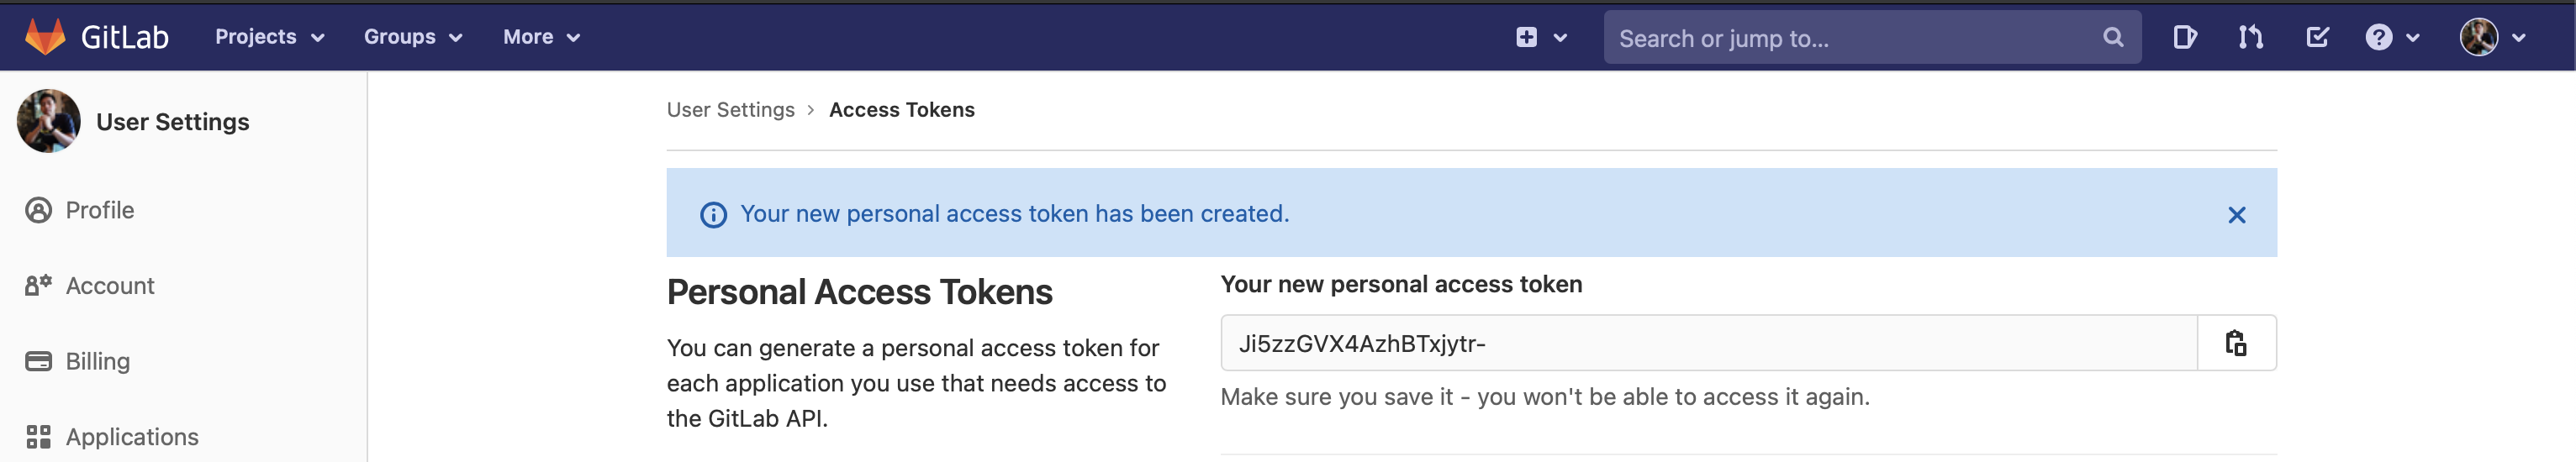 GitLab Projects Groups More Search or jump to...
User Settings
Profile
Account
Billing
Applications
User Settings > Access Tokens
Your new personal access token has been created.
Personal Access Tokens
You can generate a personal access token for
each application you use that needs access to
the GitLab API.
Your new personal access token
Ji5zzGVX4AzhBTxjytr-
Make sure you save it - you won't be able to access it again.